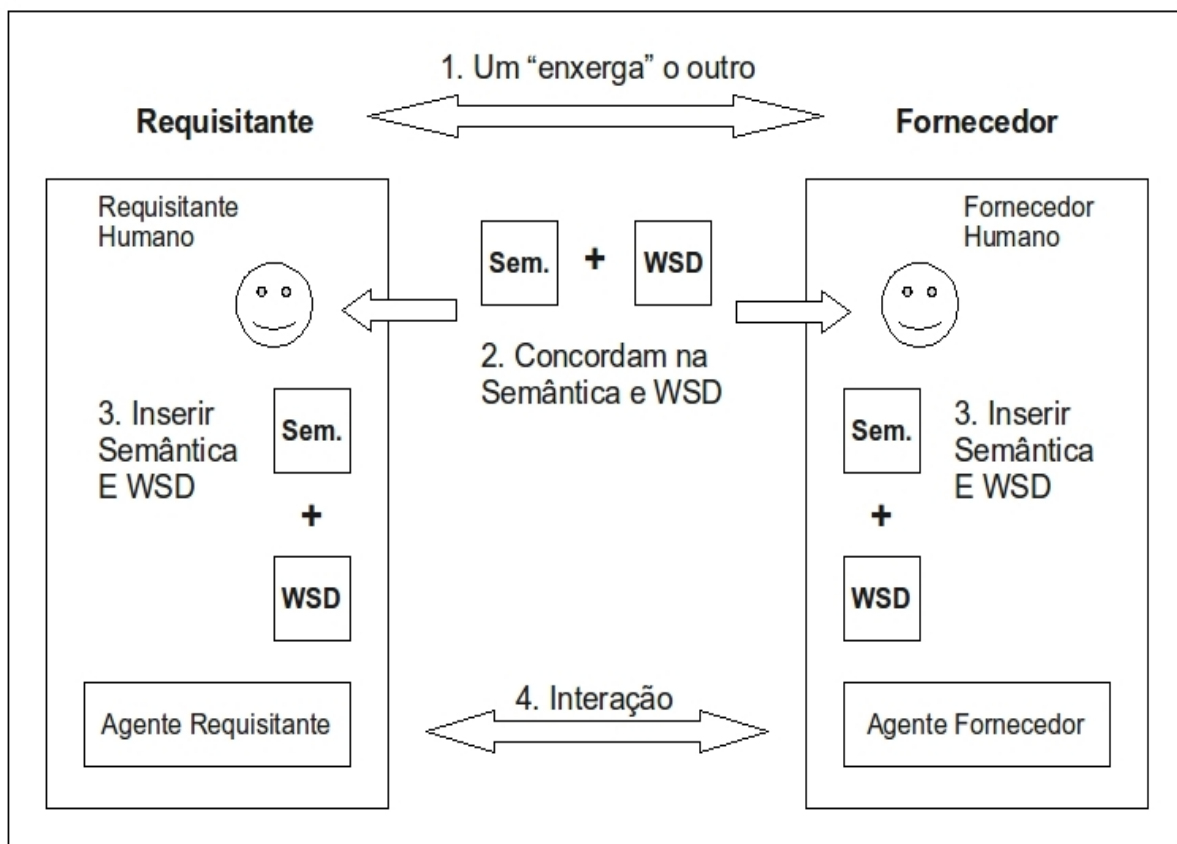 1. Um “enxerga” o outro
Requisitante
Fornecedor
Requisitante
Humano
Fornecedor
Humano
Sem.
+
WSD
2. Concordam na
Semântica e WSD
3. Inserir
Semântica
E WSD
Sem.
+
WSD
Sem.
+
WSD
3. Inserir
Semântica
E WSD
4. Interação
Agente Requisitante
Agente Fornecedor